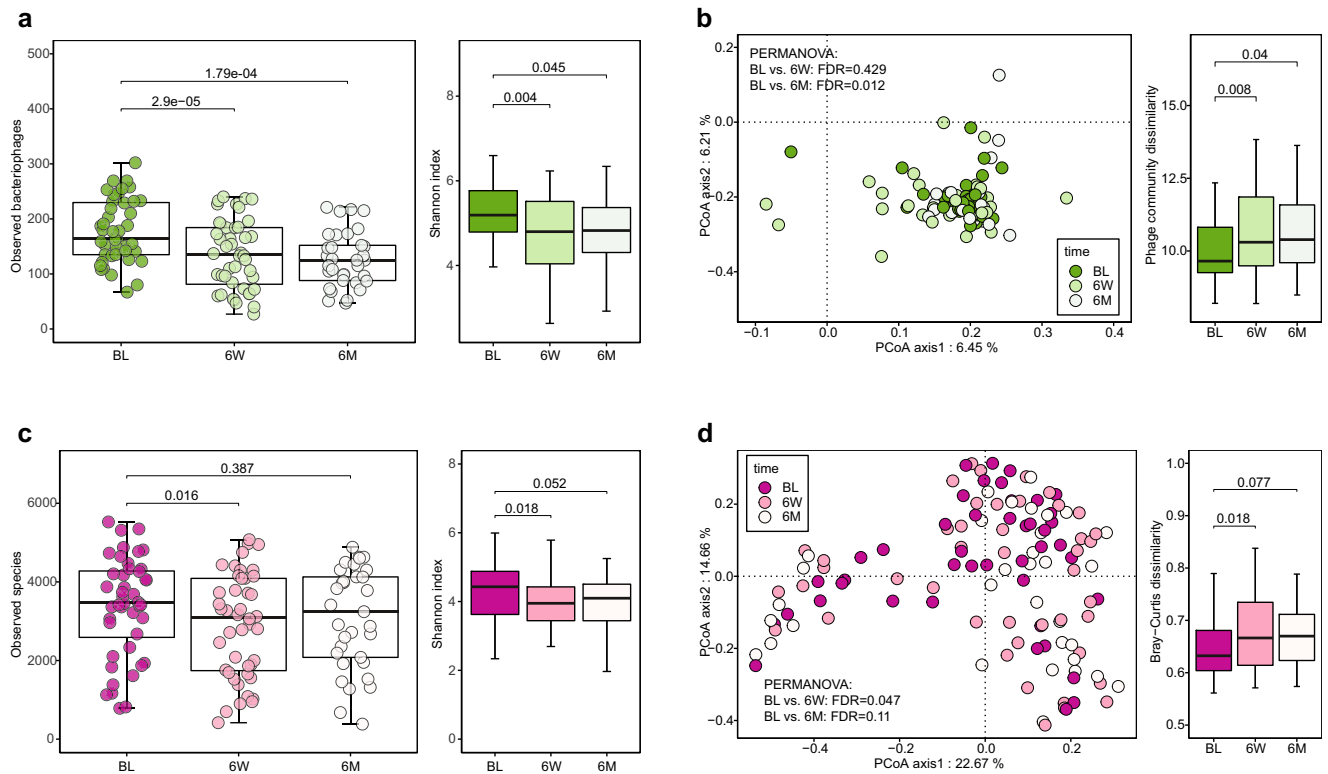 a
Observed bacteriophages
500
300
200
100
0
1.79e-04
2.9e−05
BL
6W
6M
Shannon index
8
6
4
0.045
0.004
BL
6W
6M
b
PCoA axis2 : 6.21 %
0.2
0.0
−0.2
−0.4
PERMANOVA:
BL vs. 6W: FDR=0.429
BL vs. 6M: FDR=0.012
time
BL
6W
6M
−0.1
0.0
0.1
0.2
0.3
0.4
PCoA axis1 : 6.45 %
Phage community dissimilarity
15.0
12.5
10.0
0.04
0.008
BL
6W
6M
c
Observed species
6000
4000
2000
0
0.387
0.016
BL
6W
6M
Shannon index
8
6
4
4
0
0.052
0.018
BL
6W
6M
d
PCoA axis2 : 14.66 %
0.2
0.0
−0.2
−0.4
time
BL
6W
6M
PERMANOVA:
BL vs. 6W: FDR=0.047
BL vs. 6M: FDR=0.11
−0.4
−0.2
0.0
0.2
PCoA axis1 : 22.67 %
Bray−Curtis dissimilarity
1.0
0.9
0.8
0.7
0.6
0.5
0.077
0.018
BL
6W
6M